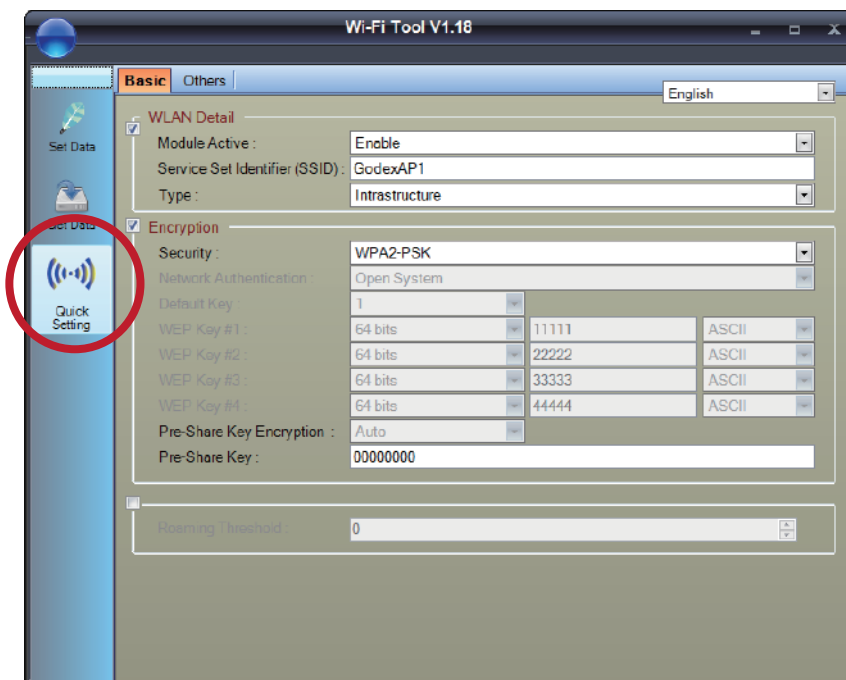 Wi-Fi Tool V1.18
Basic Others
English
Set Data
Get Data
Quick
Setting
WLAN Detail
Module Active : Enable
Service Set Identifier (SSID) : GodexAP1
Type : Intrastructure
Encryption
Security : WPA2-PSK
Network Authentication : Open System
Default Key : 1
WEP Key #1 : 64 bits 11111 ASCII
WEP Key #2 : 64 bits 22222 ASCII
WEP Key #3 : 64 bits 33333 ASCII
WEP Key #4 : 64 bits 44444 ASCII
Pre-Share Key Encryption : Auto
Pre-Share Key : 00000000
Roaming Threshold : 0